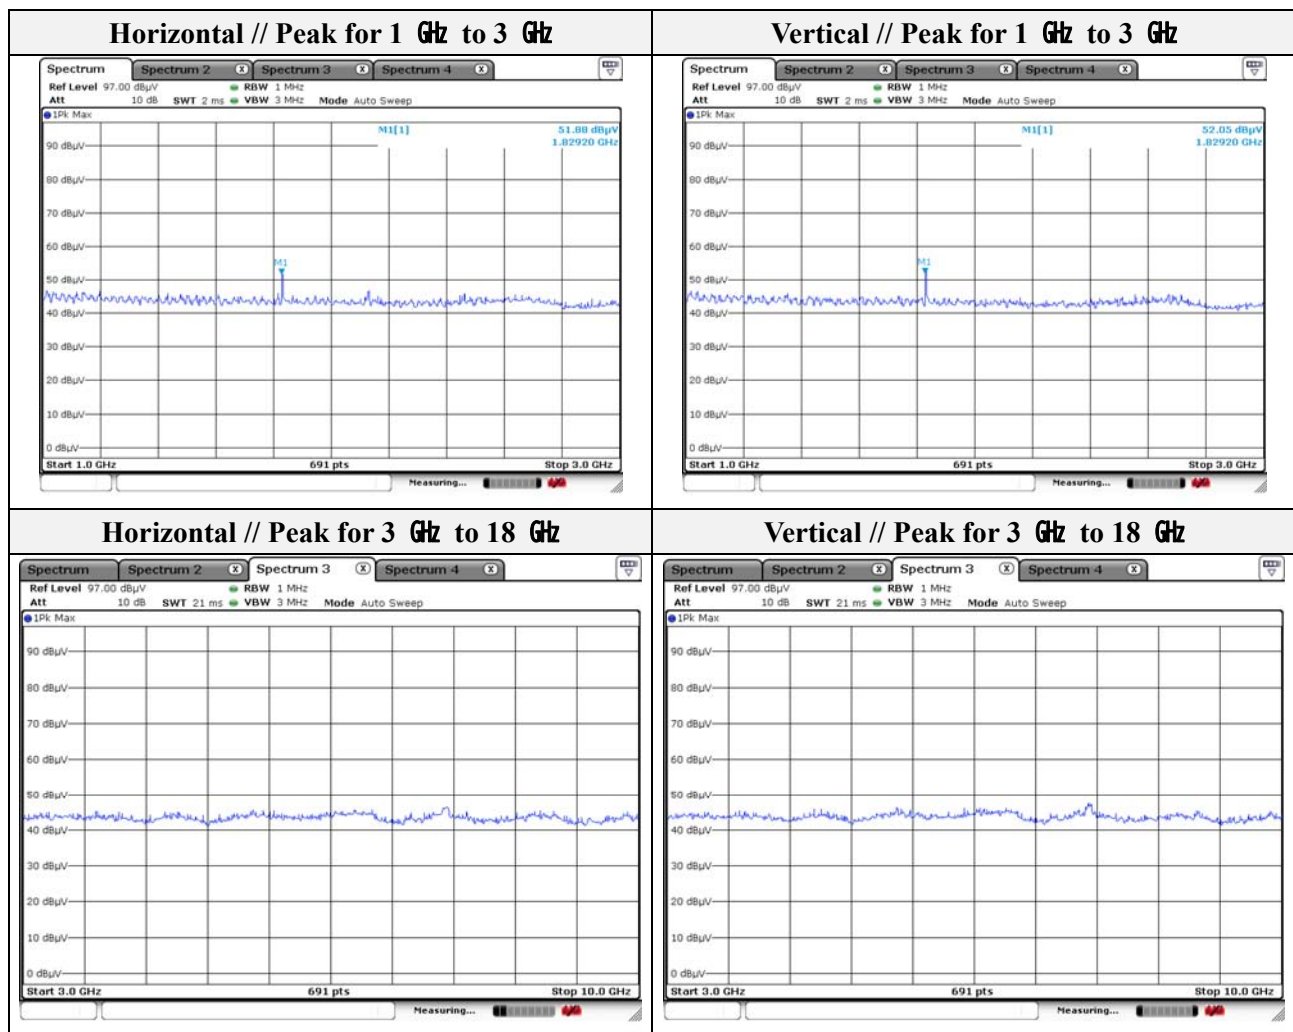 Horizontal // Peak for 1 ㎓ to 3 ㎓
Spectrum Spectrum 2 X Spectrum 3 X Spectrum 4 X
Ref Level 97.00 dBµV RBW 1 MHz
Att 10 dB SWT 2 ms VBW 3 MHz Mode Auto Sweep
1Pk Max
M1[1] 51.88 dBµV
1.82920 GHz
90 dBµV
80 dBµV
70 dBµV
60 dBµV
M1
50 dBµV
40 dBµV
30 dBµV
20 dBµV
10 dBµV
0 dBµV
Start 1.0 GHz 691 pts Stop 3.0 GHz
Measuring...
Vertical // Peak for 1 ㎓ to 3 ㎓
Spectrum Spectrum 2 X Spectrum 3 X Spectrum 4 X
Ref Level 97.00 dBµV RBW 1 MHz
Att 10 dB SWT 2 ms VBW 3 MHz Mode Auto Sweep
1Pk Max
M1[1] 52.05 dBµV
1.82920 GHz
90 dBµV
80 dBµV
70 dBµV
60 dBµV
M1
50 dBµV
40 dBµV
30 dBµV
20 dBµV
10 dBµV
0 dBµV
Start 1.0 GHz 691 pts Stop 3.0 GHz
Measuring...
Horizontal // Peak for 3 ㎓ to 18 ㎓
Spectrum Spectrum 2 X Spectrum 3 X Spectrum 4 X
Ref Level 97.00 dBµV RBW 1 MHz
Att 10 dB SWT 21 ms VBW 3 MHz Mode Auto Sweep
1Pk Max
90 dBµV
80 dBµV
70 dBµV
60 dBµV
50 dBµV
40 dBµV
30 dBµV
20 dBµV
10 dBµV
0 dBµV
Start 3.0 GHz 691 pts Stop 10.0 GHz
Measuring...
Vertical // Peak for 3 ㎓ to 18 ㎓
Spectrum Spectrum 2 X Spectrum 3 X Spectrum 4 X
Ref Level 97.00 dBµV RBW 1 MHz
Att 10 dB SWT 21 ms VBW 3 MHz Mode Auto Sweep
1Pk Max
90 dBµV
80 dBµV
70 dBµV
60 dBµV
50 dBµV
40 dBµV
30 dBµV
20 dBµV
10 dBµV
0 dBµV
Start 3.0 GHz 691 pts Stop 10.0 GHz
Measuring...